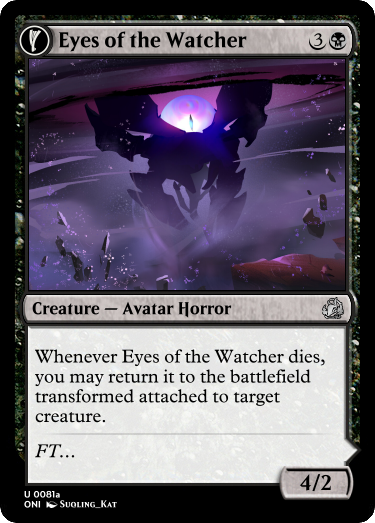 Eyes of the Watcher 3
Creature — Avatar Horror
Whenever Eyes of the Watcher dies,
you may return it to the battlefield
transformed attached to target
creature.
FT...
4/2
U 0081a
ONI Suoling_Kat